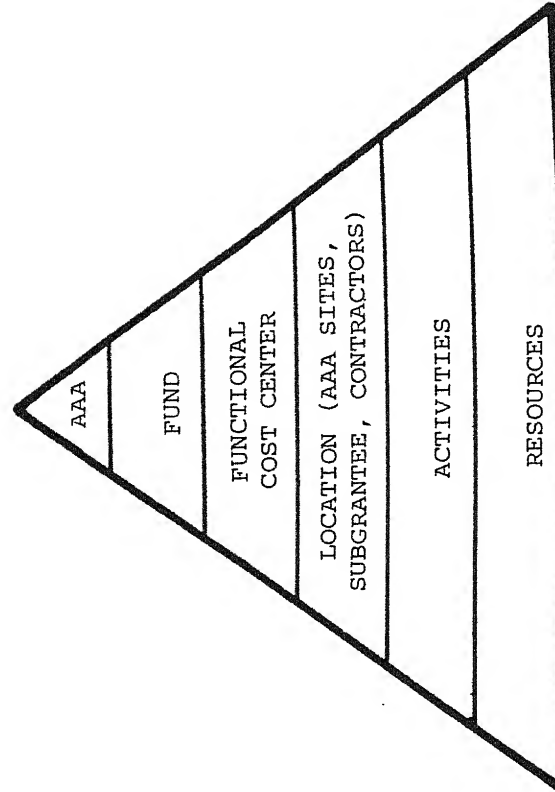 AAA
FUND
FUNCTIONAL
COST CENTER
LOCATION (AAA SITES,
SUBGRANTEE, CONTRACTORS)
ACTIVITIES
RESOURCES